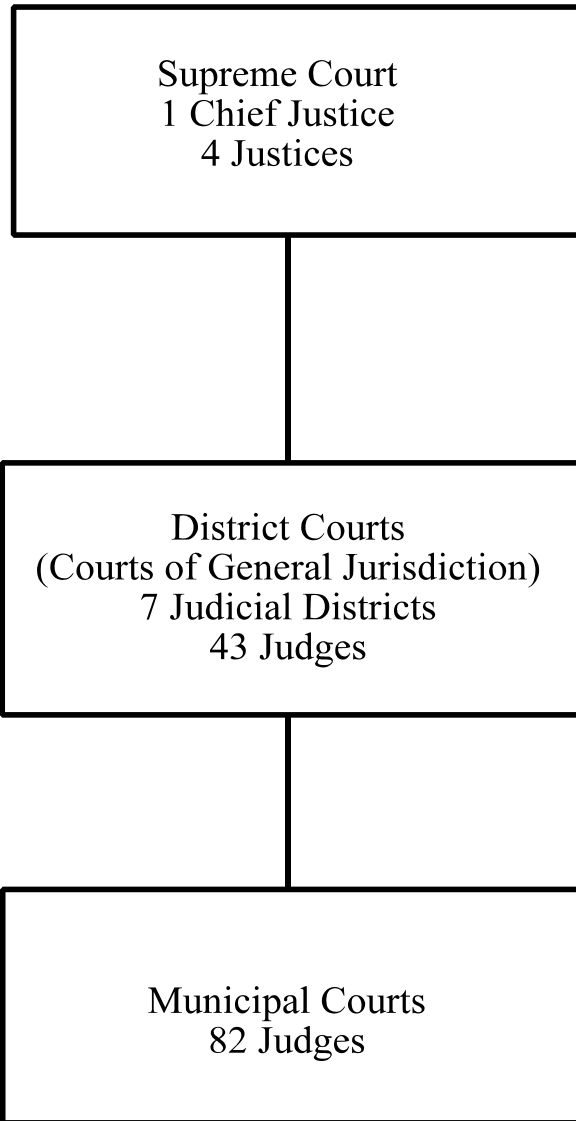 Supreme Court
1 Chief Justice
4 Justices
District Courts
(Courts of General Jurisdiction)
7 Judicial Districts
43 Judges
Municipal Courts
82 Judges